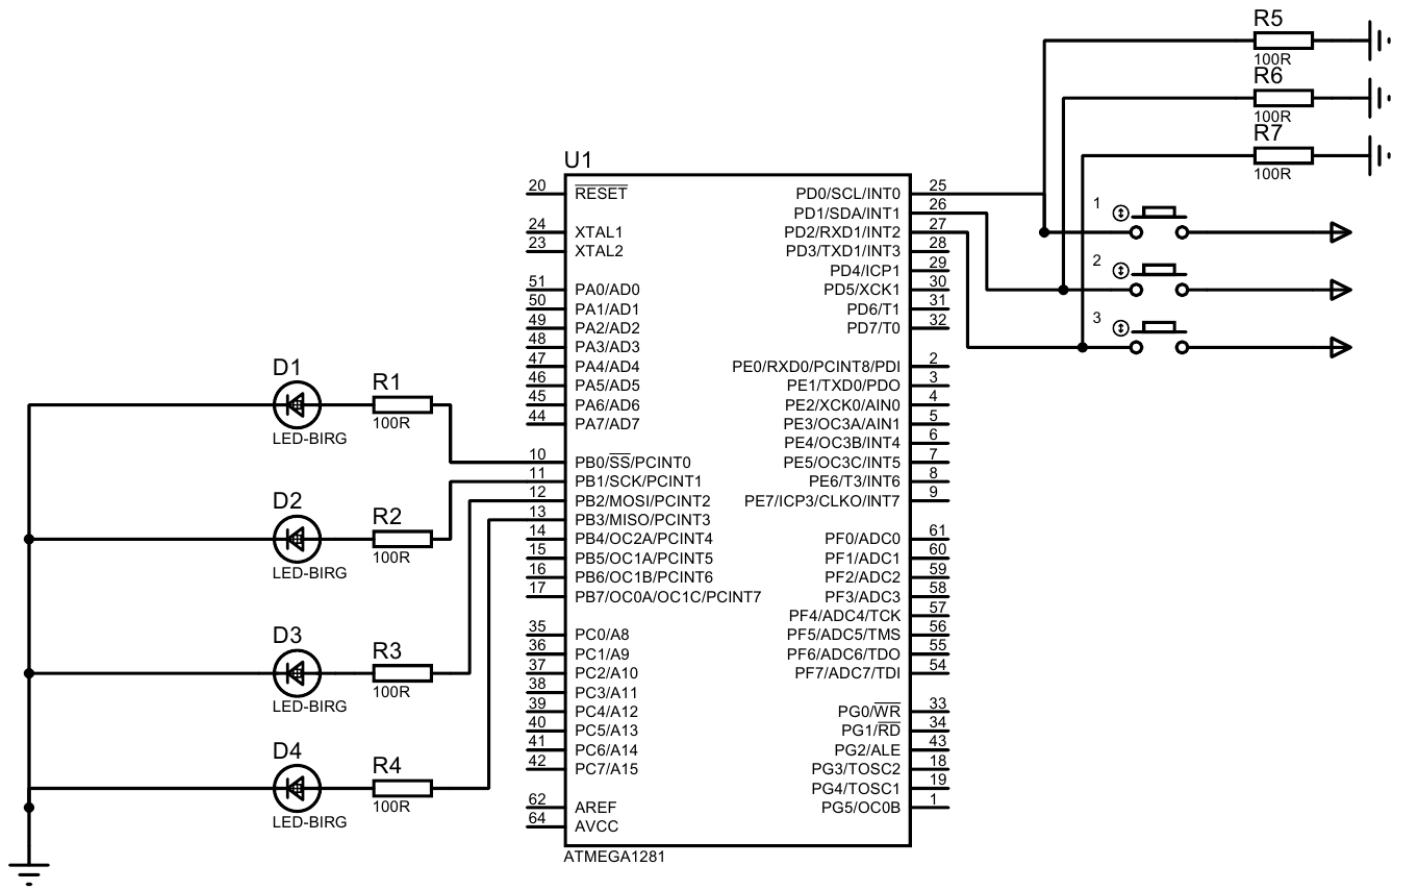 R5
100R
R6
100R
R7
100R
U1
20 RESET
24 XTAL1
23 XTAL2
51 PA0/AD0
50 PA1/AD1
49 PA2/AD2
48 PA3/AD3
47 PA4/AD4
46 PA5/AD5
45 PA6/AD6
44 PA7/AD7
10 PB0/SS/PCINT0
11 PB1/SCK/PCINT1
12 PB2/MOSI/PCINT2
13 PB3/MISO/PCINT3
14 PB4/OC2A/PCINT4
15 PB5/OC1A/PCINT5
16 PB6/OC1B/PCINT6
17 PB7/OC0A/OC1C/PCINT7
35 PC0/A8
36 PC1/A9
37 PC2/A10
38 PC3/A11
39 PC4/A12
40 PC5/A13
41 PC6/A14
42 PC7/A15
62 AREF
64 AVCC
PD0/SCL/INT0 25
PD1/SDA/INT1 26
PD2/RXD1/INT2 27
PD3/TXD1/INT3 28
PD4/ICP1 29
PD5/XCK1 30
PD6/T1 31
PD7/T0 32
PE0/RXD0/PCINT8/PDI 2
PE1/TXD0/PDO 3
PE2/XCK0/AIN0 4
PE3/OC3A/AIN1 5
PE4/OC3B/INT4 6
PE5/OC3C/INT5 7
PE6/T3/INT6 8
PE7/ICP3/CLKO/INT7 9
PF0/ADC0 61
PF1/ADC1 60
PF2/ADC2 59
PF3/ADC3 58
PF4/ADC4/TCK 57
PF5/ADC5/TMS 56
PF6/ADC6/TDO 55
PF7/ADC7/TDI 54
PG0/WR 33
PG1/RD 34
PG2/ALE 43
PG3/TOSC2 18
PG4/TOSC1 19
PG5/OC0B 1
ATMEGA1281
1
2
3
D1
LED-BIRG
R1
100R
D2
LED-BIRG
R2
100R
D3
LED-BIRG
R3
100R
D4
LED-BIRG
R4
100R